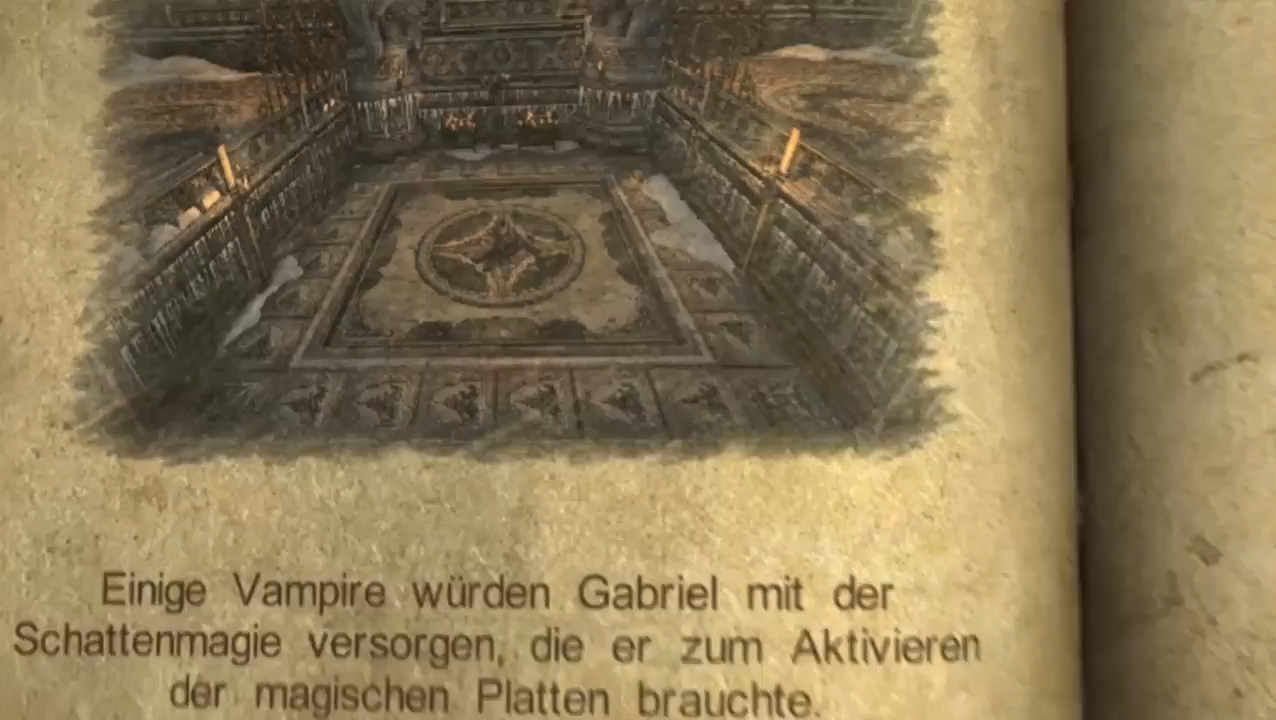 Einige Vampire würden Gabriel mit der
Schattenmagie versorgen, die er zum Aktivieren
der magischen Platten brauchte.